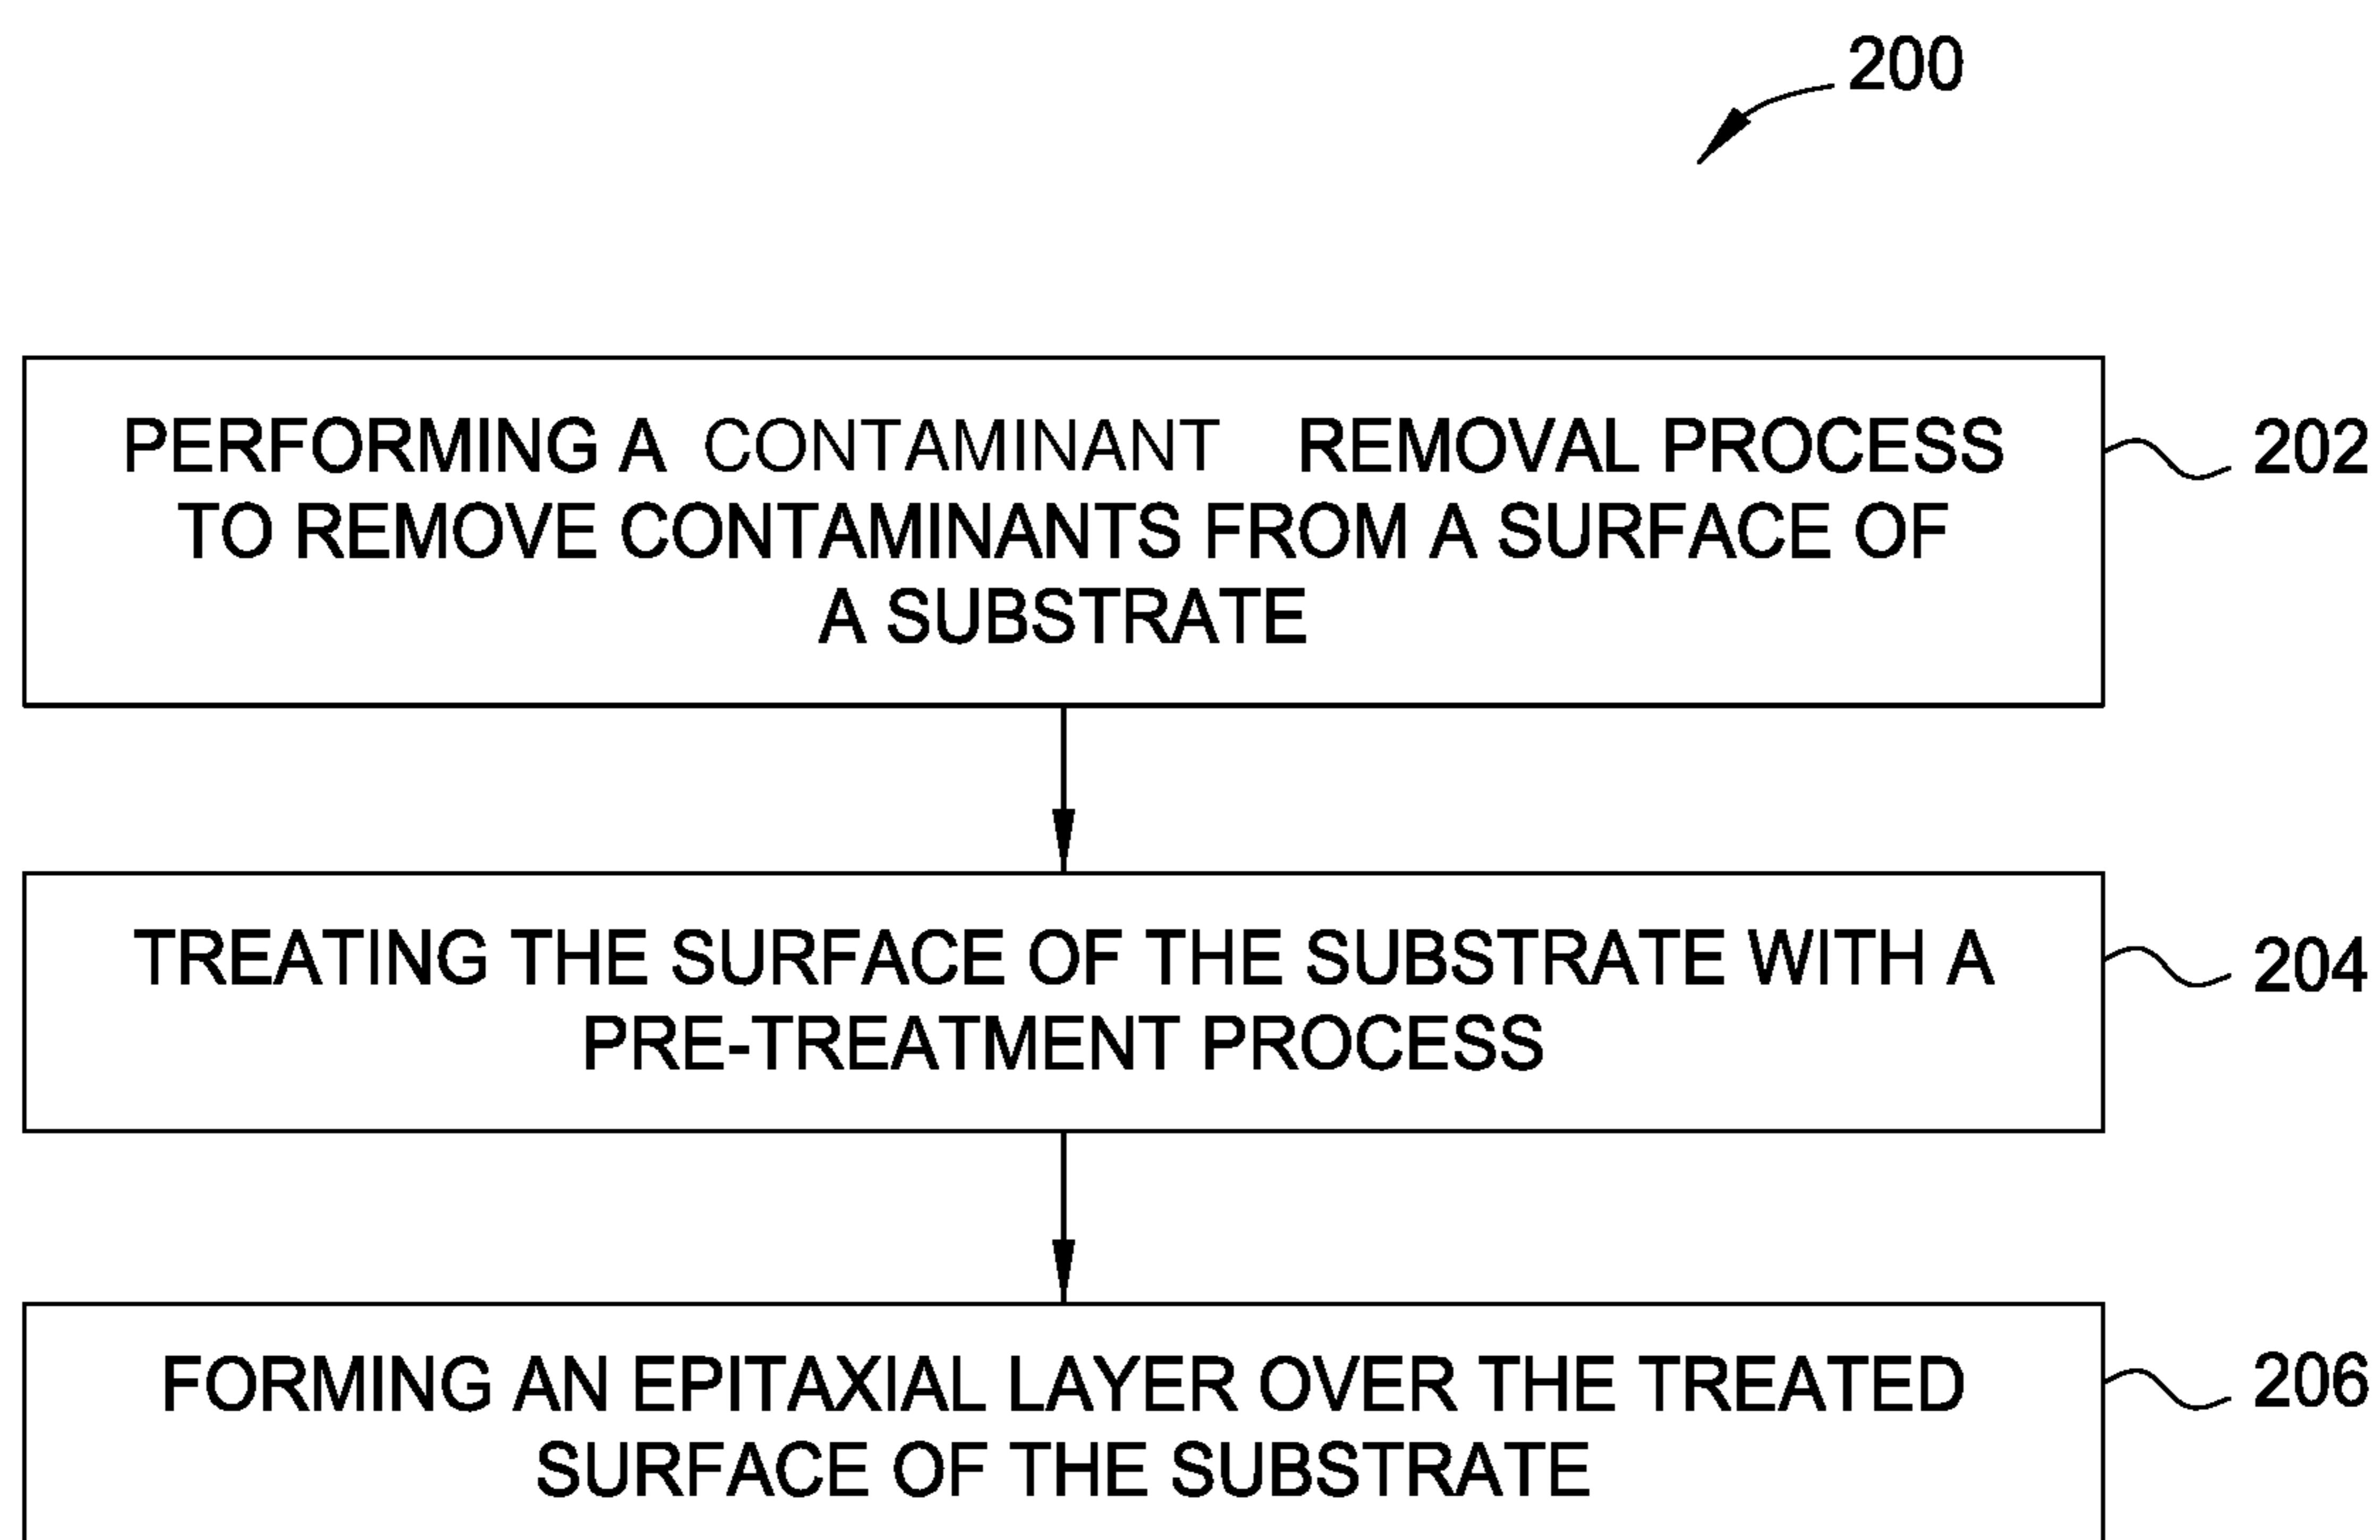 200
PERFORMING A CONTAMINANT REMOVAL PROCESS
TO REMOVE CONTAMINANTS FROM A SURFACE OF
A SUBSTRATE
202
TREATING THE SURFACE OF THE SUBSTRATE WITH A
PRE-TREATMENT PROCESS
204
FORMING AN EPITAXIAL LAYER OVER THE TREATED
SURFACE OF THE SUBSTRATE
206